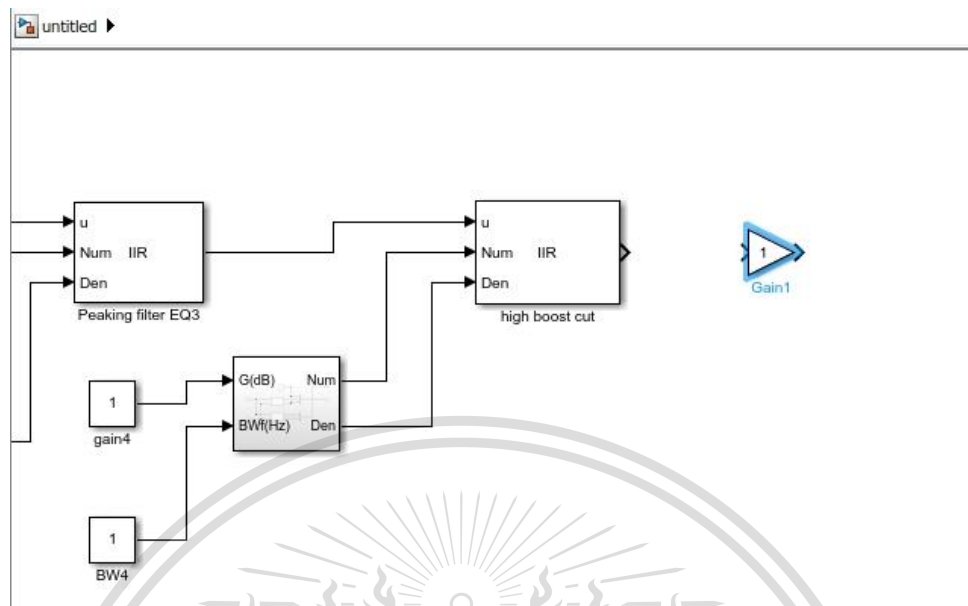 untitled
u
Num IIR
Den
Peaking filter EQ3
u
Num IIR
Den
high boost cut
1
Gain1
1
gain4
G(dB) Num
BWf(Hz) Den
1
BW4